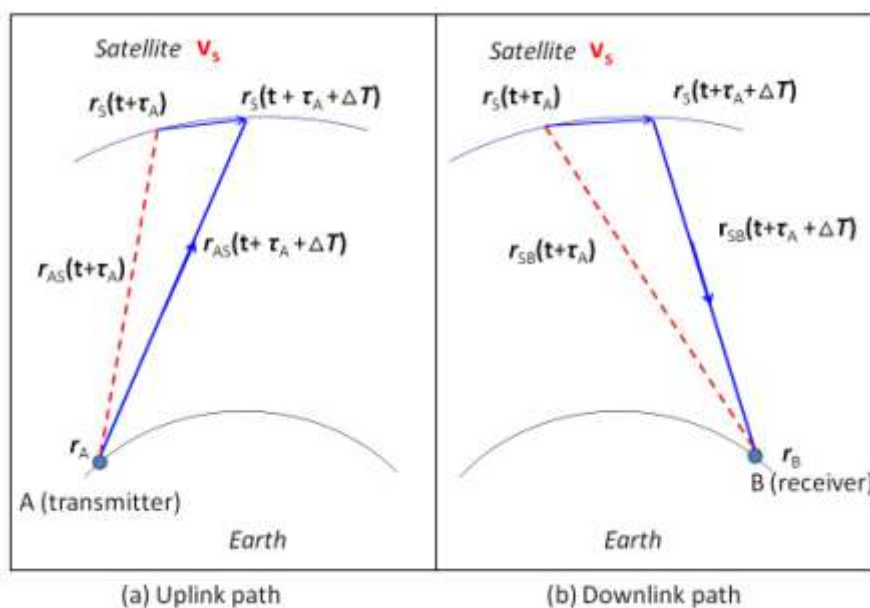 Satellite V_s
r_S(t+τ_A)
r_S(t + τ_A + ΔT)
r_AS(t+τ_A)
r_AS(t+ τ_A + ΔT)
r_A
A (transmitter)
Earth
(a) Uplink path
Satellite V_s
r_S(t+τ_A)
r_S(t+τ_A+ΔT)
r_SB(t+τ_A)
r_SB(t+τ_A +ΔT)
r_B
B (receiver)
Earth
(b) Downlink path